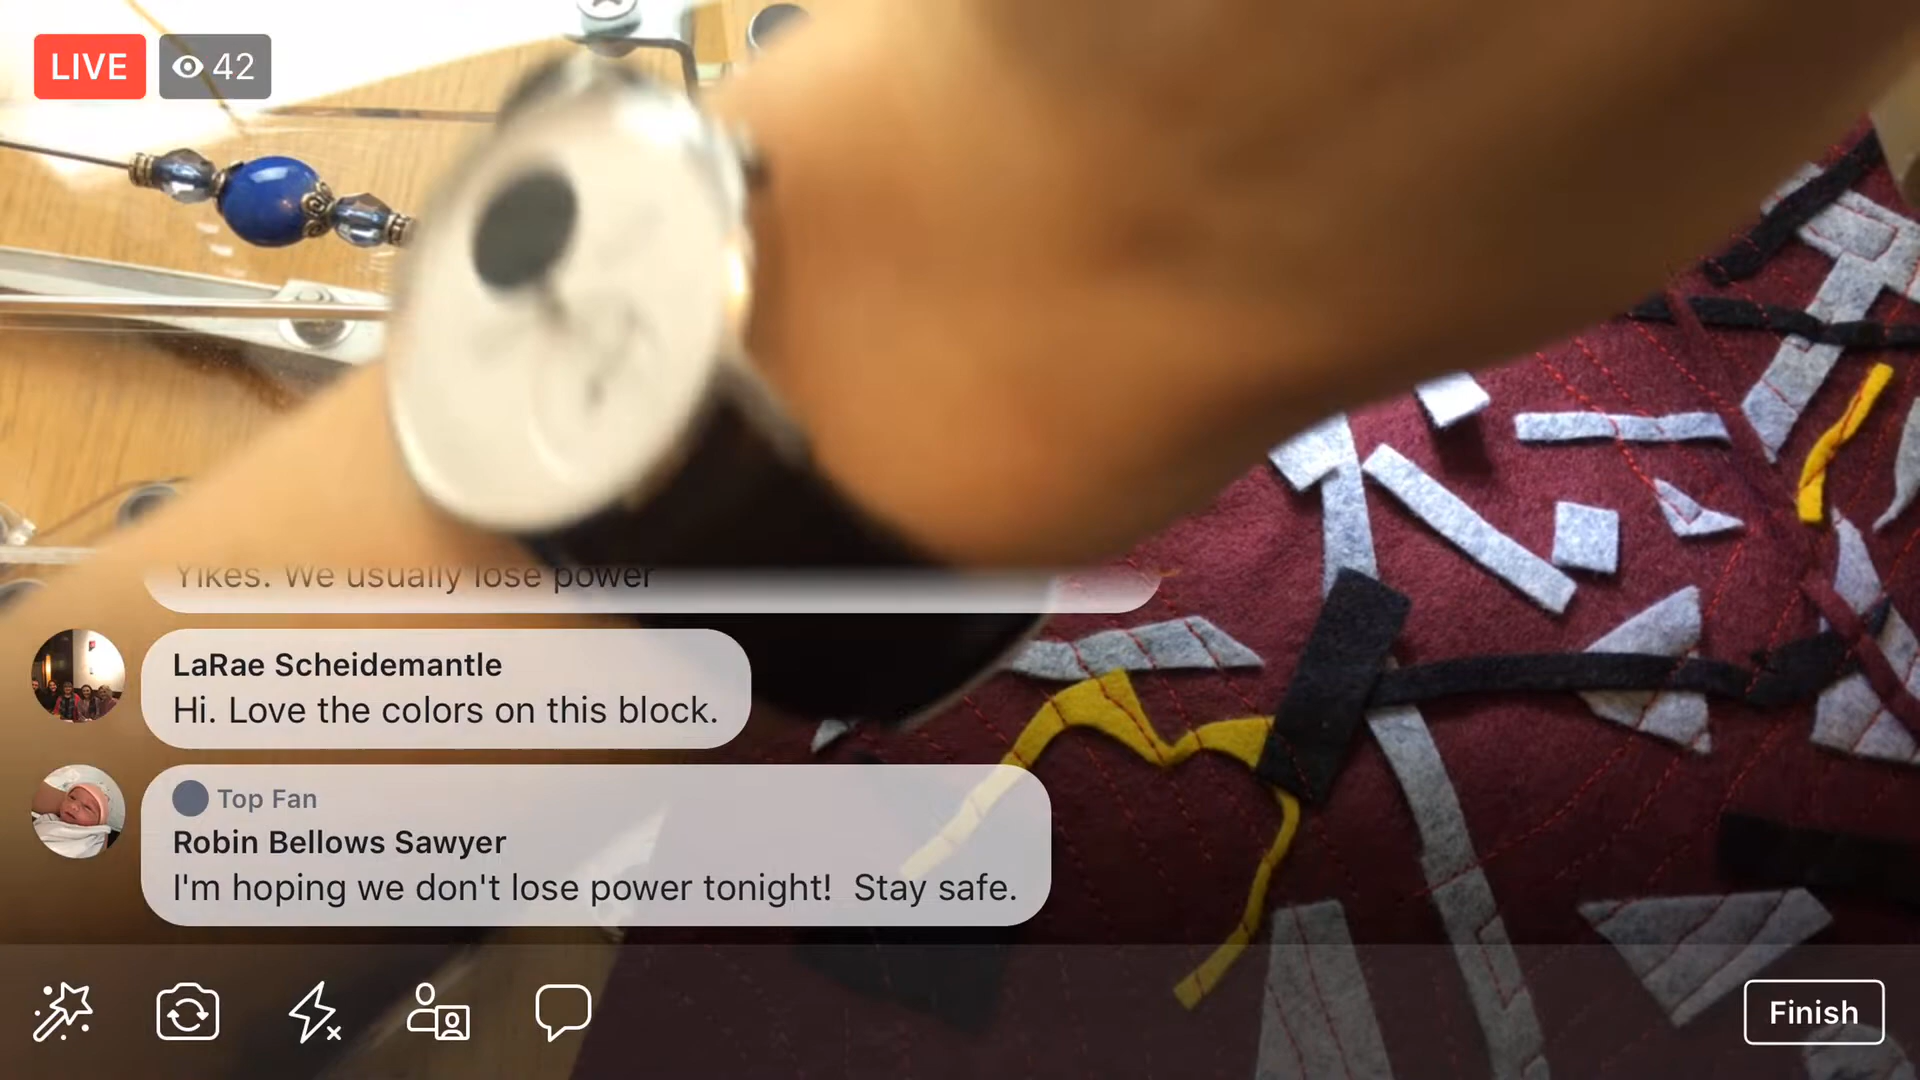 LIVE 42
Yikes. We usually lose power
LaRae Scheidemantle
Hi. Love the colors on this block.
Top Fan
Robin Bellows Sawyer
I'm hoping we don't lose power tonight!  Stay safe.
Finish